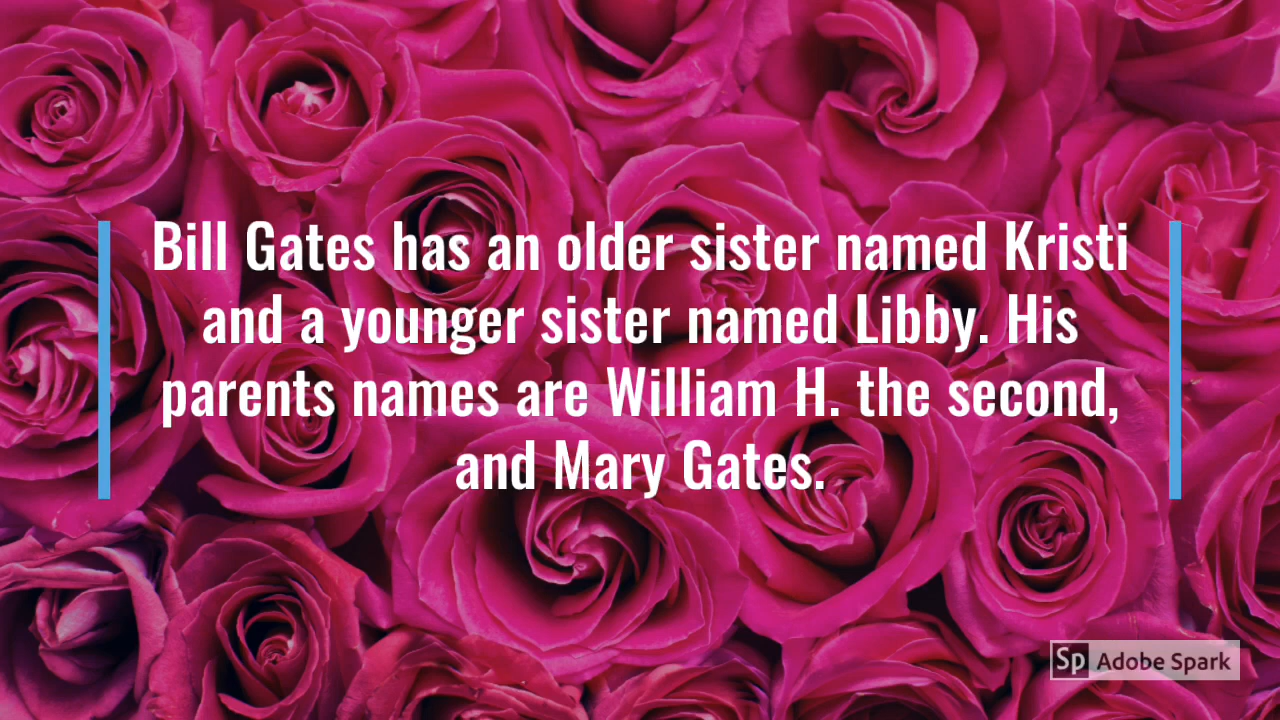 Bill Gates has an older sister named Kristi
and a younger sister named Libby. His
parents names are William H. the second,
and Mary Gates.
Sp Adobe Spark